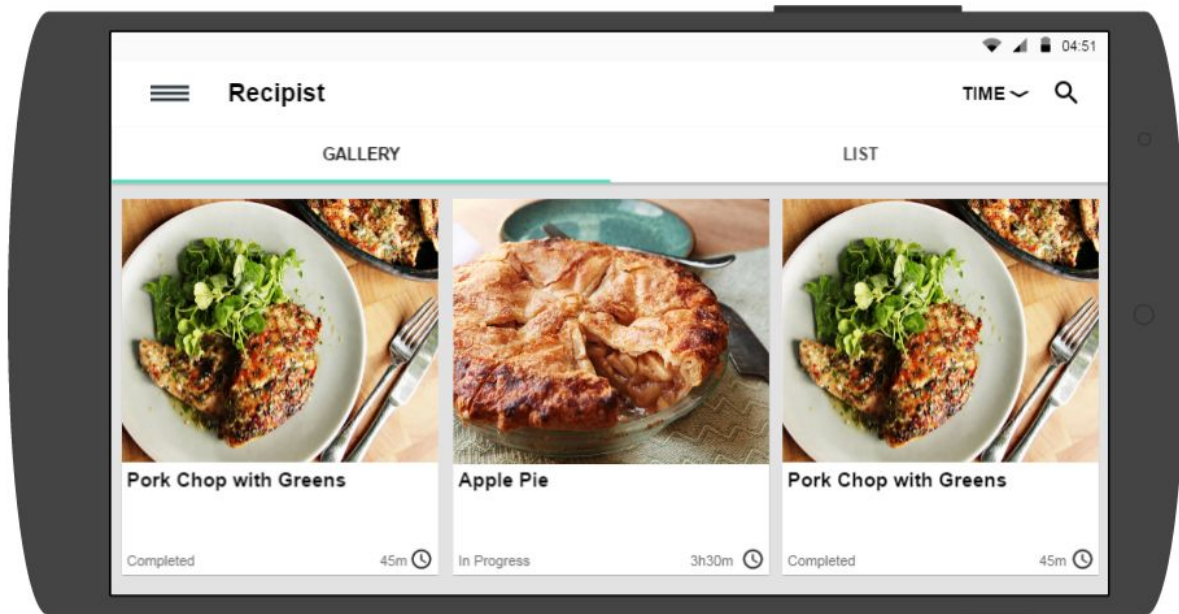 04:51
Recipist TIME
GALLERY LIST
Pork Chop with Greens Apple Pie Pork Chop with Greens
Completed 45m In Progress 3h30m Completed 45m